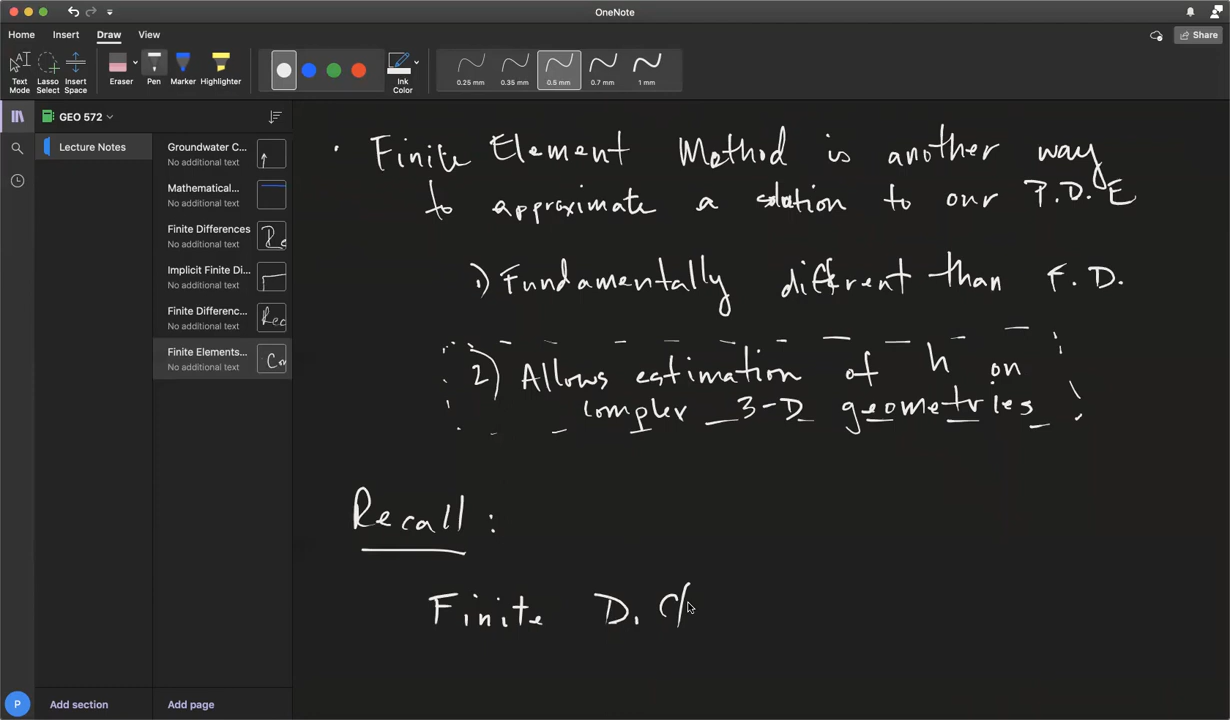 OneNote
Home Insert Draw View
Share
Text Mode
Lasso Select
Insert Space
Eraser
Pen
Marker
Highlighter
Ink Color
0.25 mm
0.35 mm
0.5 mm
0.7 mm
1 mm
GEO 572
Lecture Notes
Groundwater C...
No additional text
Mathematical...
No additional text
Finite Differences
No additional text
Implicit Finite Di...
No additional text
Finite Differenc...
No additional text
Finite Elements...
No additional text
• Finite Element Method is another way
to approximate a solution to our P.D.E
1) Fundamentally different than F.D.
2) Allows estimation of h on
complex 3-D geometries
Recall:
Finite D.
P
Add section
Add page